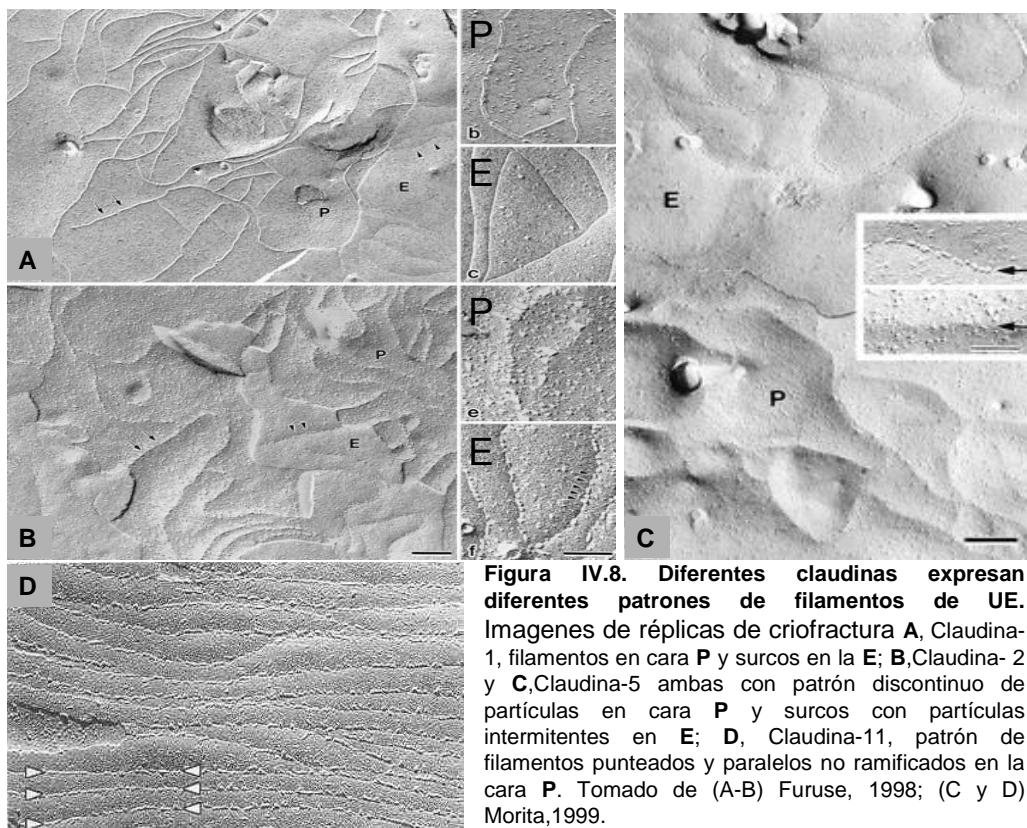 P
b
E
P
E
c
A
P
e
P
E
E
f
B
E
P
C
D
Figura IV.8. Diferentes claudinas expresan
diferentes patrones de filamentos de UE.
Imagenes de réplicas de criofractura A, Claudina-
1, filamentos en cara P y surcos en la E; B,Claudina- 2
y C,Claudina-5 ambas con patrón discontinuo de
partículas en cara P y surcos con partículas
intermitentes en E; D, Claudina-11, patrón de
filamentos punteados y paralelos no ramificados en la
cara P. Tomado de (A-B) Furuse, 1998; (C y D)
Morita,1999.